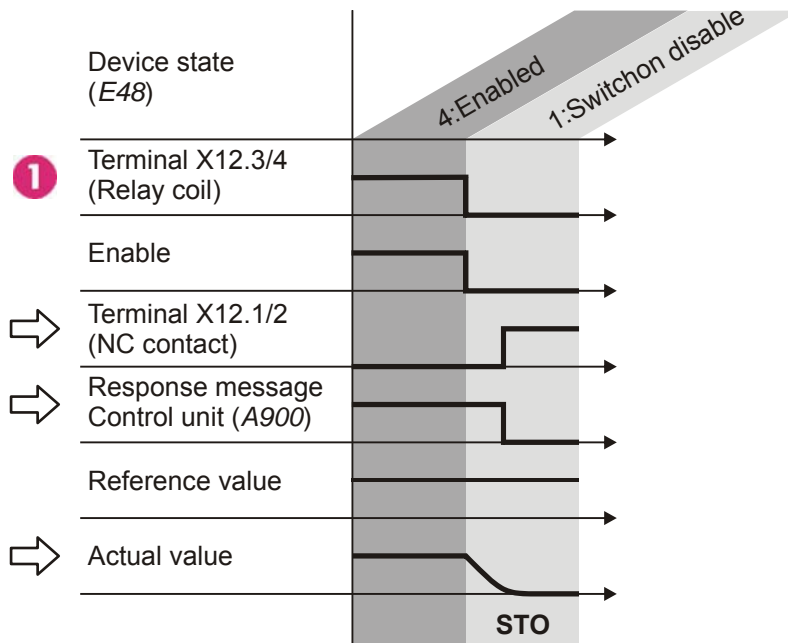 Device state
(E48)
4:Enabled
1:Switchon disable
1
Terminal X12.3/4
(Relay coil)
Enable
Terminal X12.1/2
(NC contact)
Response message
Control unit (A900)
Reference value
Actual value
STO